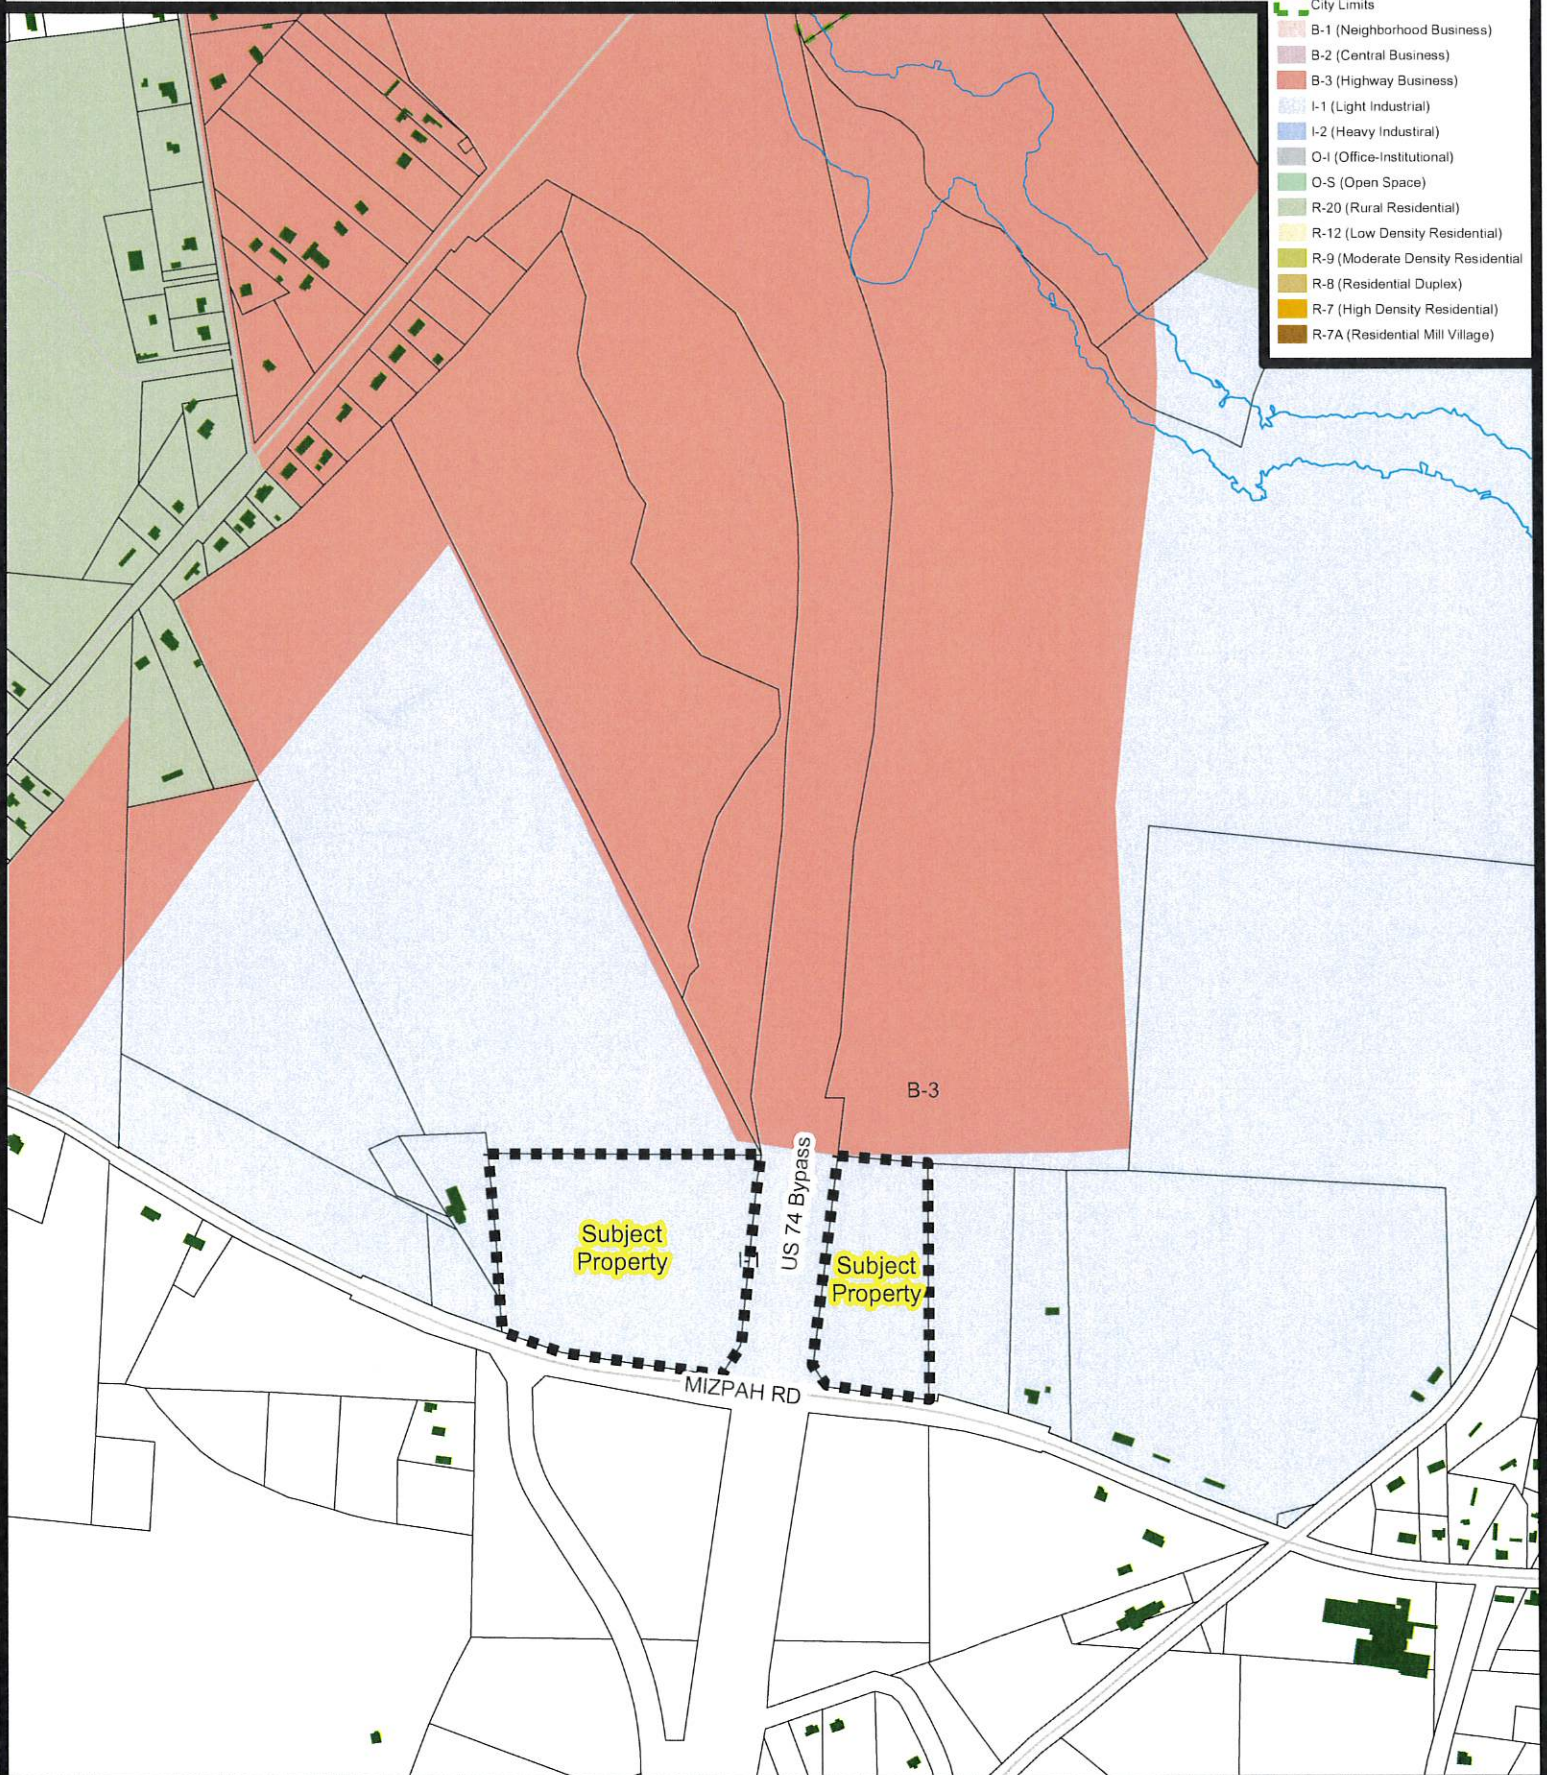 City Limits
B-1 (Neighborhood Business)
B-2 (Central Business)
B-3 (Highway Business)
I-1 (Light Industrial)
I-2 (Heavy Industiral)
O-I (Office-Institutional)
O-S (Open Space)
R-20 (Rural Residential)
R-12 (Low Density Residential)
R-9 (Moderate Density Residential
R-8 (Residential Duplex)
R-7 (High Density Residential)
R-7A (Residential Mill Village)
B-3
US 74 Bypass
Subject
Property
Subject
Property
MIZPAH RD